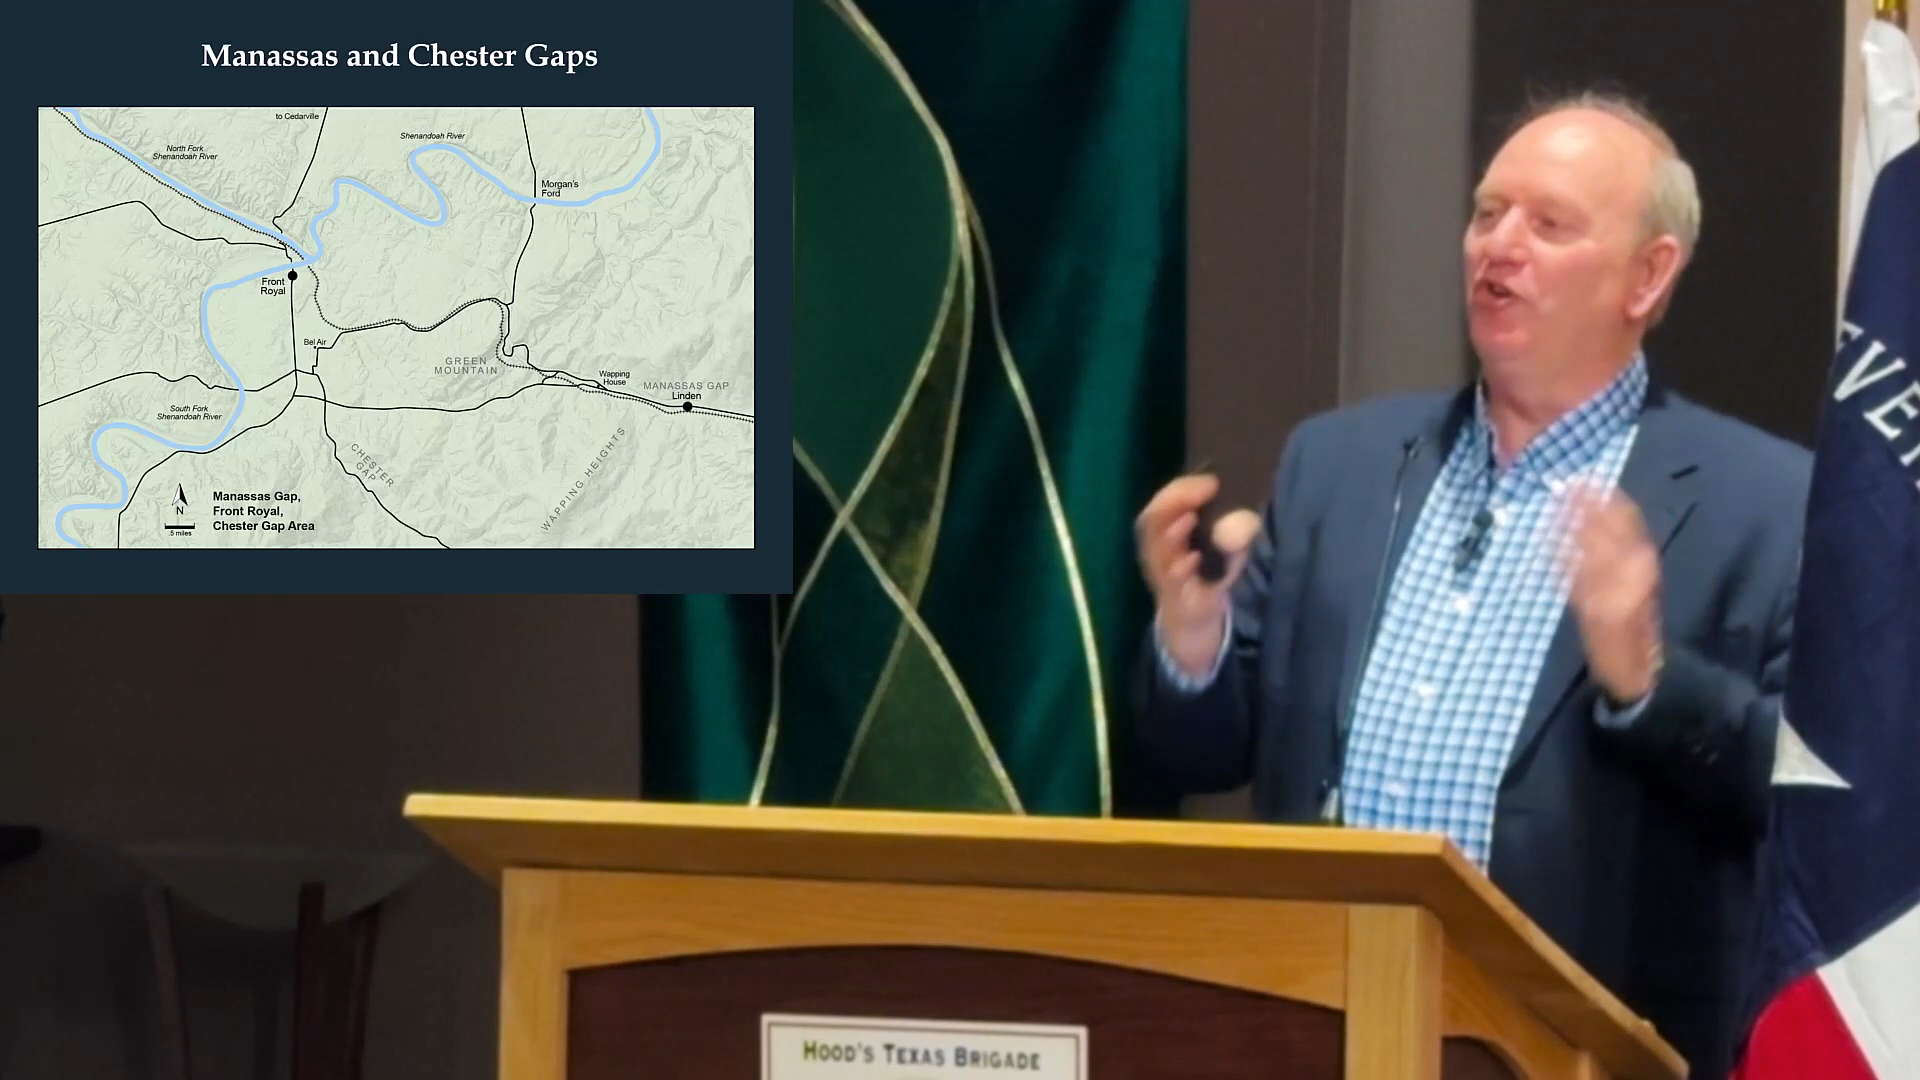 Manassas and Chester Gaps
to Cedarville
Shenandoah River
North Fork
Shenandoah River
Morgan's
Ford
Front
Royal
Bel Air
GREEN
MOUNTAIN
Wapping
House
MANASSAS GAP
Linden
South Fork
Shenandoah River
CHESTER
GAP
WAPPING HEIGHTS
N
.5 miles
Manassas Gap,
Front Royal,
Chester Gap Area
HOOD'S TEXAS BRIGADE